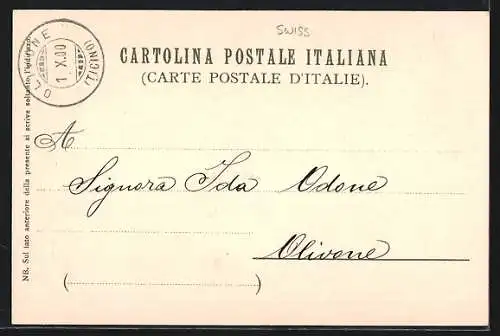 SWISS
OLIVONE
(TICINO)
1 X.00
CARTOLINA POSTALE ITALIANA
(CARTE POSTALE D'ITALIE).
A
Signora Ida Odone
Olivone
( )
NB. Sul lato anteriore della presente si scrive soltanto l'indirizzo.